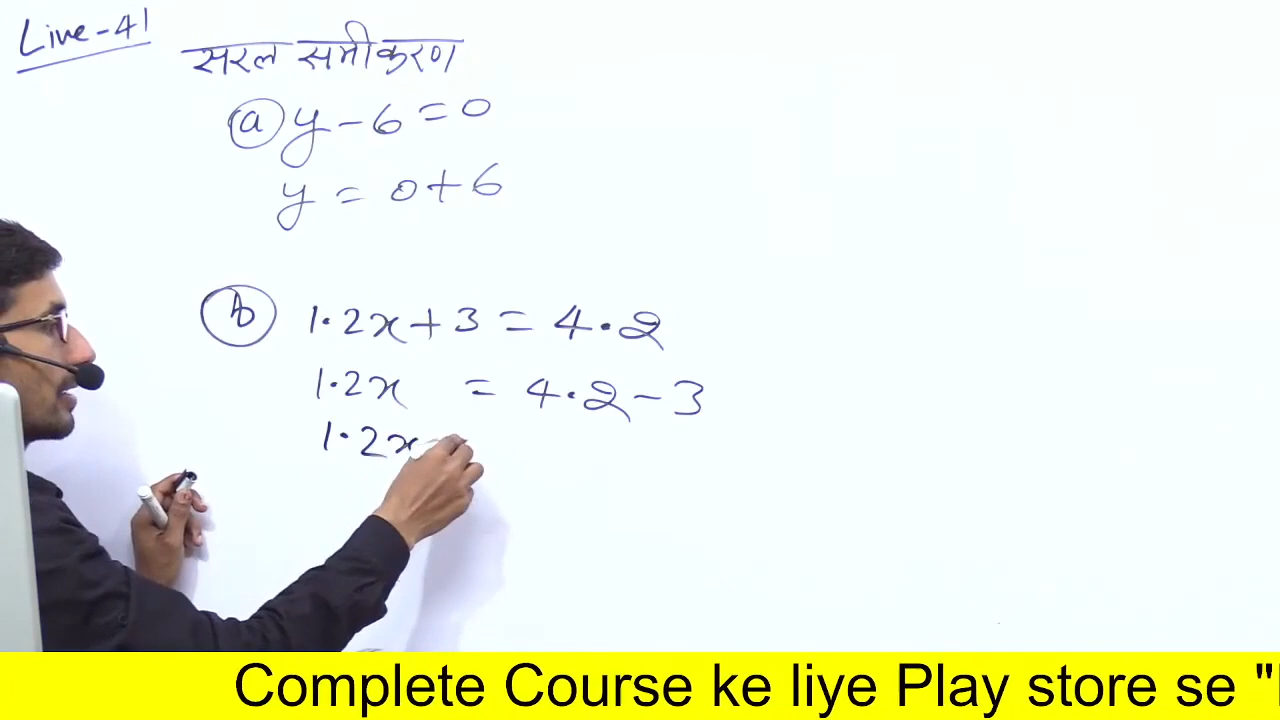 Live-41
सरल समीकरण
(a) y - 6 = 0
y = 0 + 6
(b) 1.2x + 3 = 4.2
1.2x = 4.2 - 3
1.2x
Complete Course ke liye Play store se "